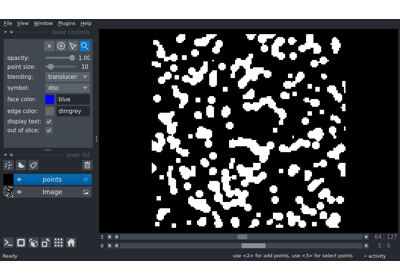 File View Window Plugins Help
layer controls
opacity: 1.00
point size: 10
blending: translucen
symbol: disc
face color: blue
edge color: dimgrey
display text:
out of slice:
layer list
points
Image
2 64 127
0 5 9
Ready use <2> for add points, use <3> for select points activity